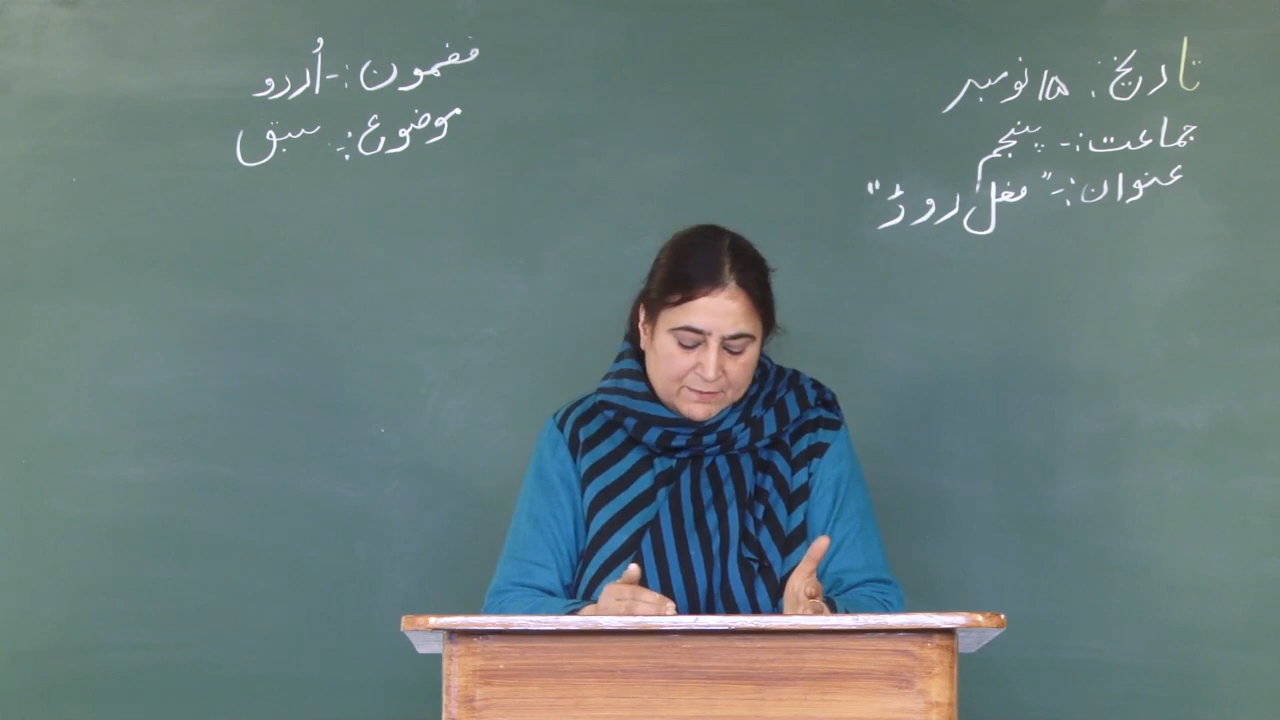 تاریخ: ۱۵ نومبر
جماعت:- پنجم
عنوان:- "مغل روڈ"
مضمون:- اُردو
موضوع:- سبق